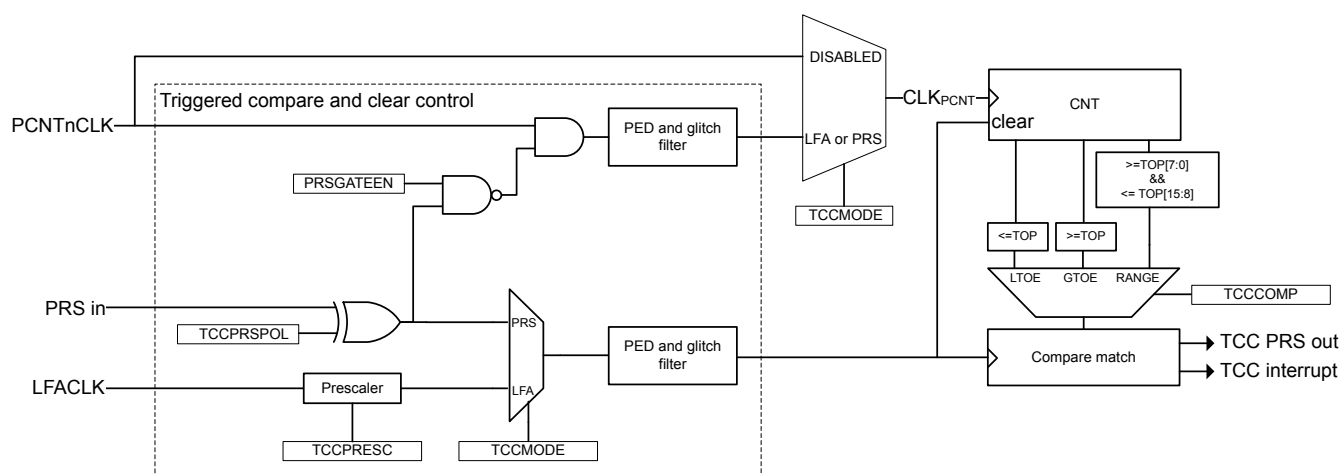 DISABLED
Triggered compare and clear control
PCNTnCLK
PED and glitch
filter
LFA or PRS
CLKPCNT
CNT
clear
PRSGATEEN
TCCMODE
>=TOP[7:0]
&&
<= TOP[15:8]
<=TOP
>=TOP
LTOE
GTOE
RANGE
TCCCOMP
PRS in
TCCPRSPOL
PRS
PED and glitch
filter
Compare match
TCC PRS out
TCC interrupt
LFACLK
Prescaler
LFA
TCCPRESC
TCCMODE